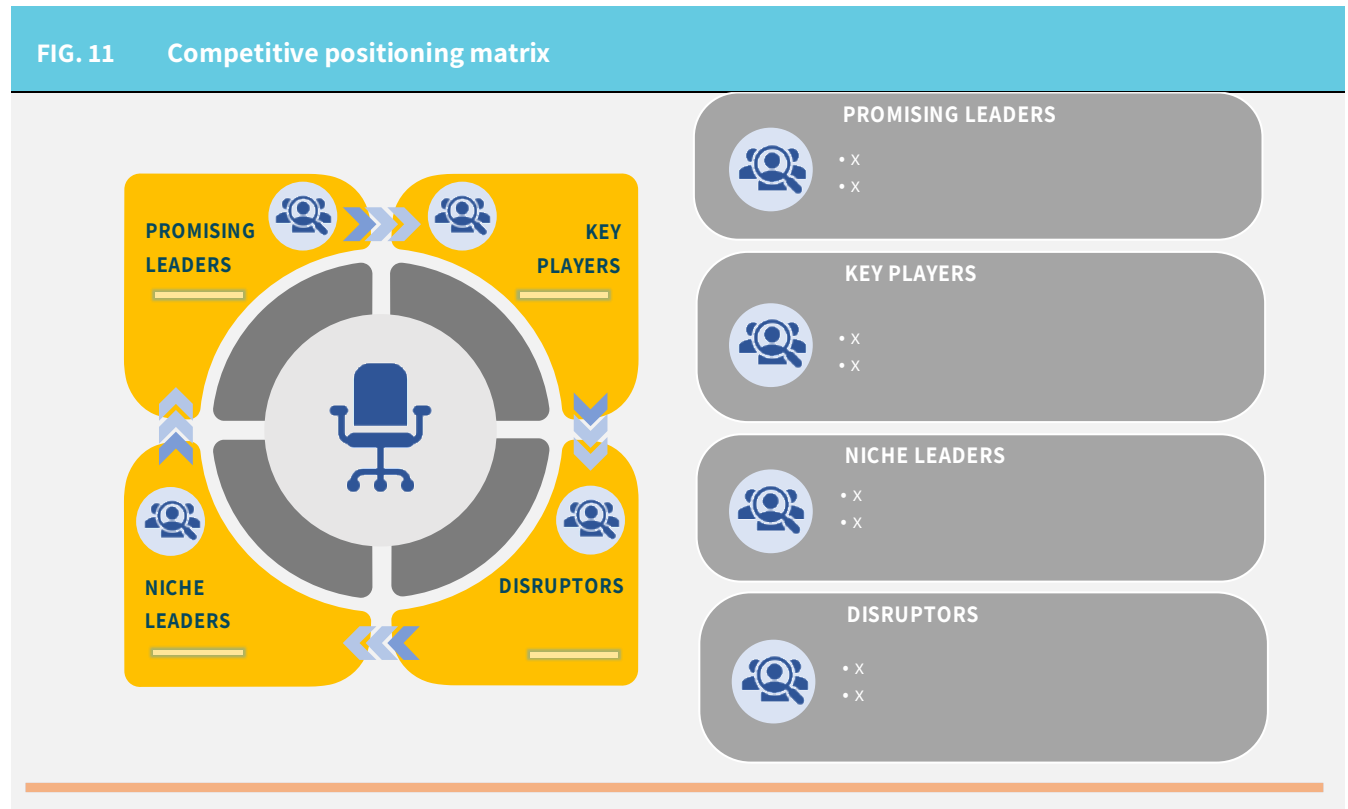 FIG. 11 Competitive positioning matrix
PROMISING
LEADERS
KEY
PLAYERS
NICHE
LEADERS
DISRUPTORS
PROMISING LEADERS
• X
• X
KEY PLAYERS
• X
• X
NICHE LEADERS
• X
• X
DISRUPTORS
• X
• X